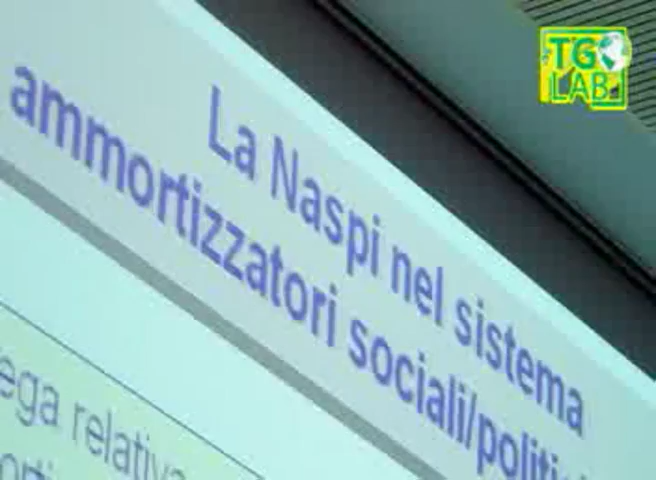 TG
LAB
La Naspi nel sistema
ammortizzatori sociali/politi
ega relativa